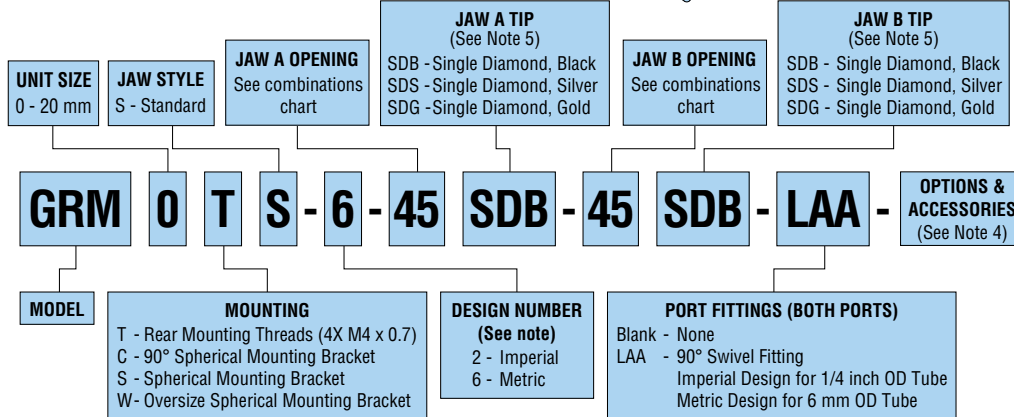 UNIT SIZE
0 - 20 mm
JAW STYLE
S - Standard
JAW A OPENING
See combinations
chart
JAW A TIP
(See Note 5)
SDB - Single Diamond, Black
SDS - Single Diamond, Silver
SDG - Single Diamond, Gold
JAW B OPENING
See combinations
chart
JAW B TIP
(See Note 5)
SDB - Single Diamond, Black
SDS - Single Diamond, Silver
SDG - Single Diamond, Gold
GRM 0 T S - 6 - 45 SDB - 45 SDB - LAA -
OPTIONS &
ACCESSORIES
(See Note 4)
MODEL
MOUNTING
T - Rear Mounting Threads (4X M4 x 0.7)
C - 90° Spherical Mounting Bracket
S - Spherical Mounting Bracket
W- Oversize Spherical Mounting Bracket
DESIGN NUMBER
(See note)
2 - Imperial
6 - Metric
PORT FITTINGS (BOTH PORTS)
Blank - None
LAA - 90° Swivel Fitting
Imperial Design for 1/4 inch OD Tube
Metric Design for 6 mm OD Tube